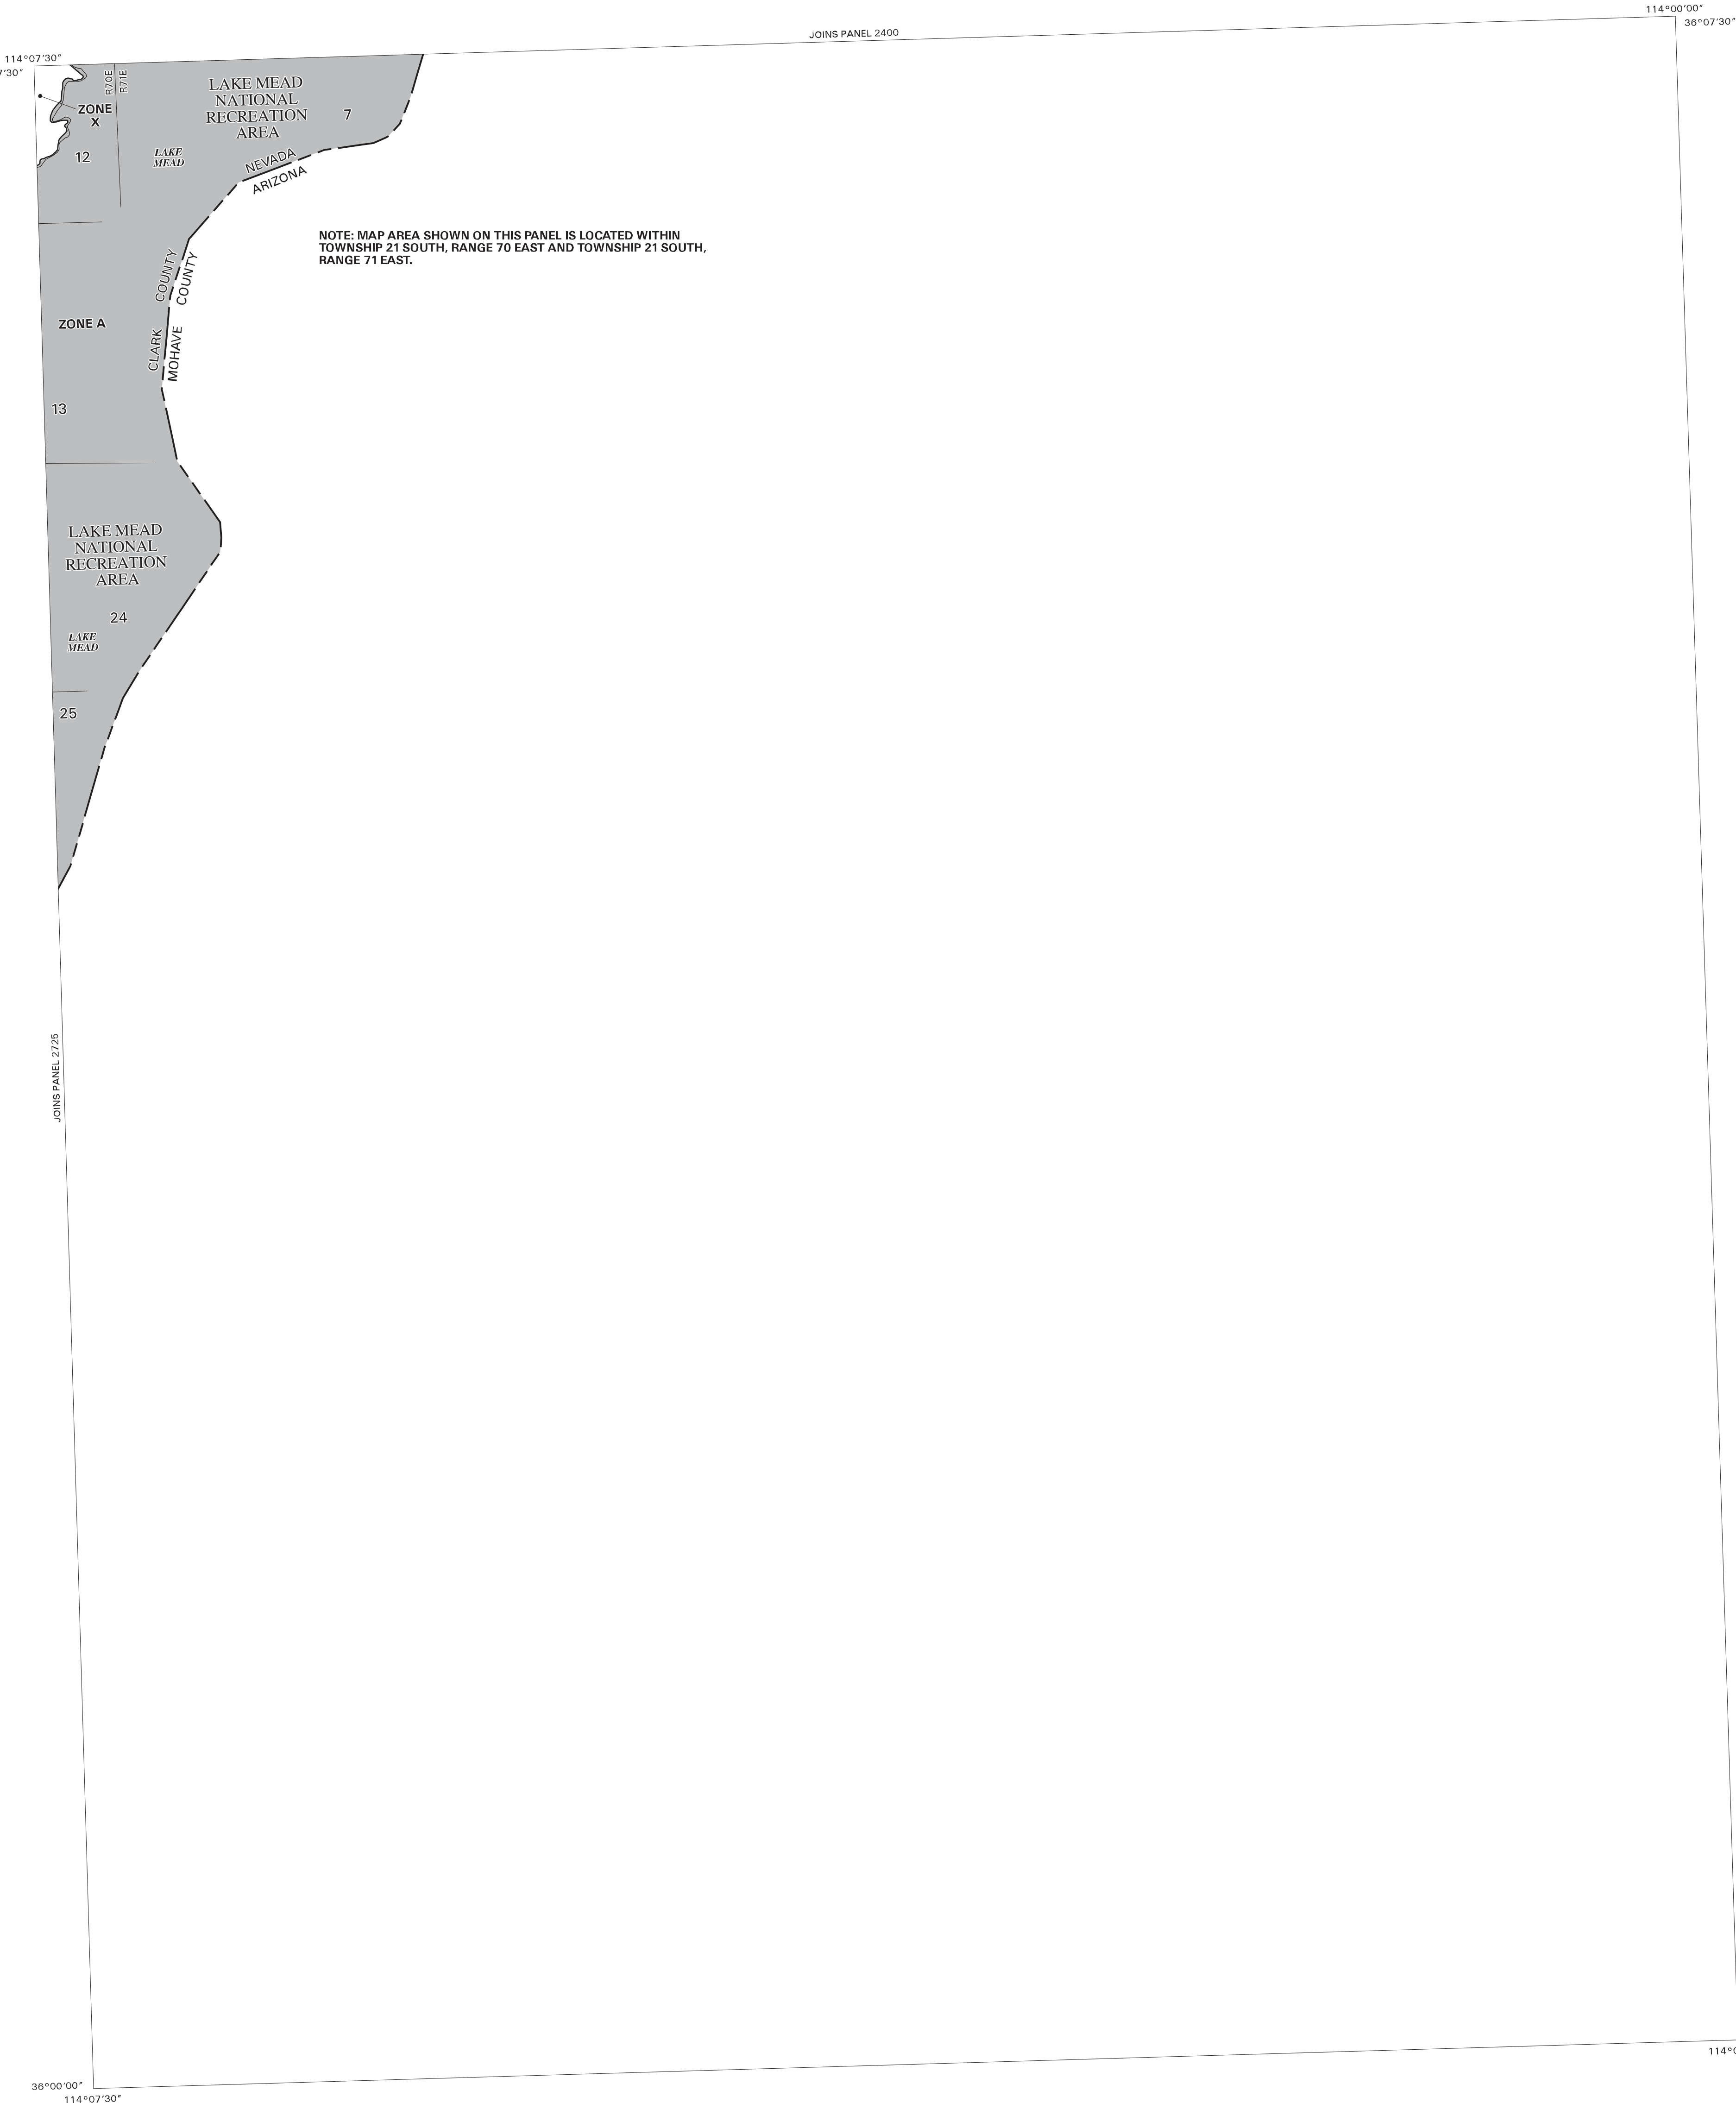 114°00'00"
36°07'30"
JOINS PANEL 2400
114°07'30"
7'30"
R70E
R71E
LAKE MEAD
NATIONAL
RECREATION
AREA
7
ZONE
X
12
LAKE
MEAD
NEVADA
ARIZONA
NOTE: MAP AREA SHOWN ON THIS PANEL IS LOCATED WITHIN
TOWNSHIP 21 SOUTH, RANGE 70 EAST AND TOWNSHIP 21 SOUTH,
RANGE 71 EAST.
CLARK COUNTY
MOHAVE COUNTY
ZONE A
13
LAKE MEAD
NATIONAL
RECREATION
AREA
24
LAKE
MEAD
25
JOINS PANEL 2725
36°00'00"
114°07'30"
114°0